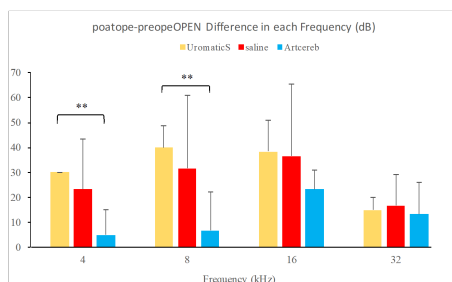 poatope-preopeOPEN Difference in each Frequency (dB)
UromaticS saline Artcereb
70
60
50
40
30
20
10
0
** **
4 8 16 32
Frequency (kHz)